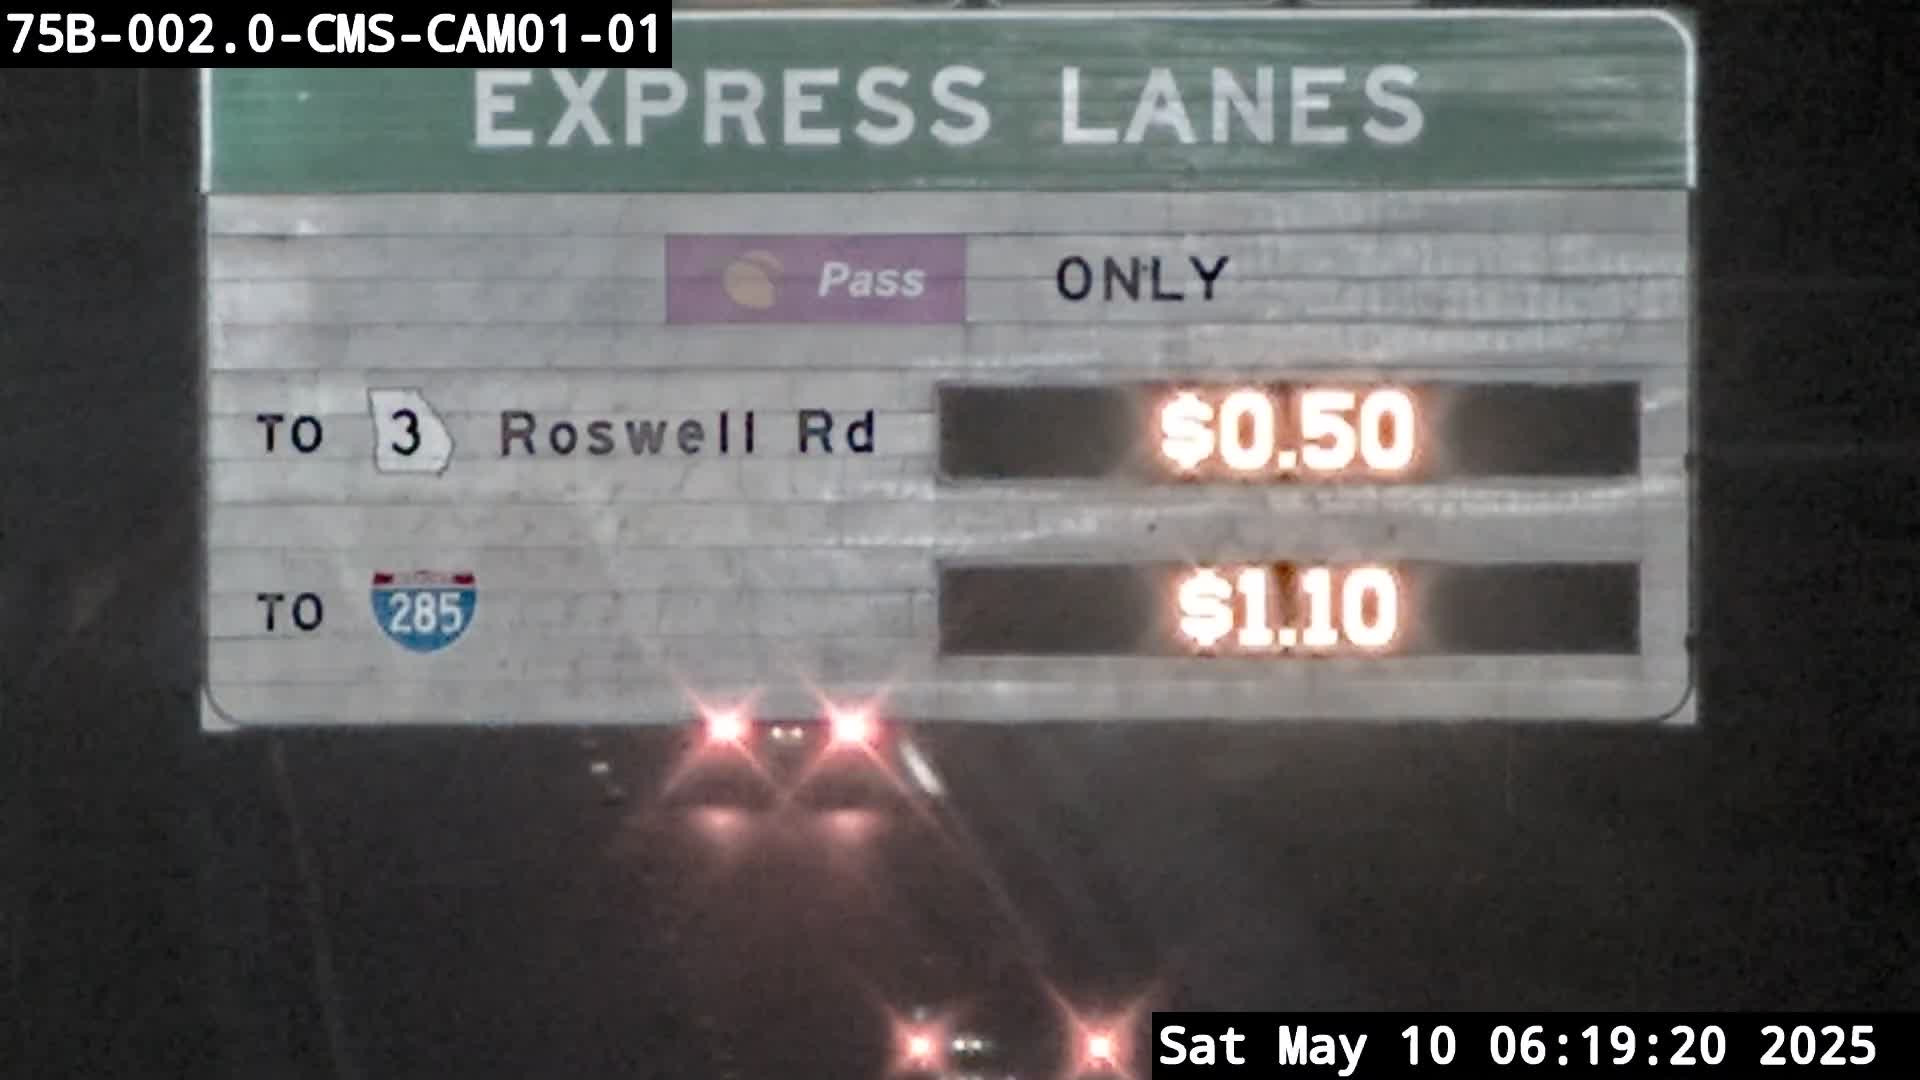 75B-002.0-CMS-CAM01-01
EXPRESS LANES
Pass ONLY
TO 3 Roswell Rd $0.50
TO 285 $1.10
Sat May 10 06:19:20 2025